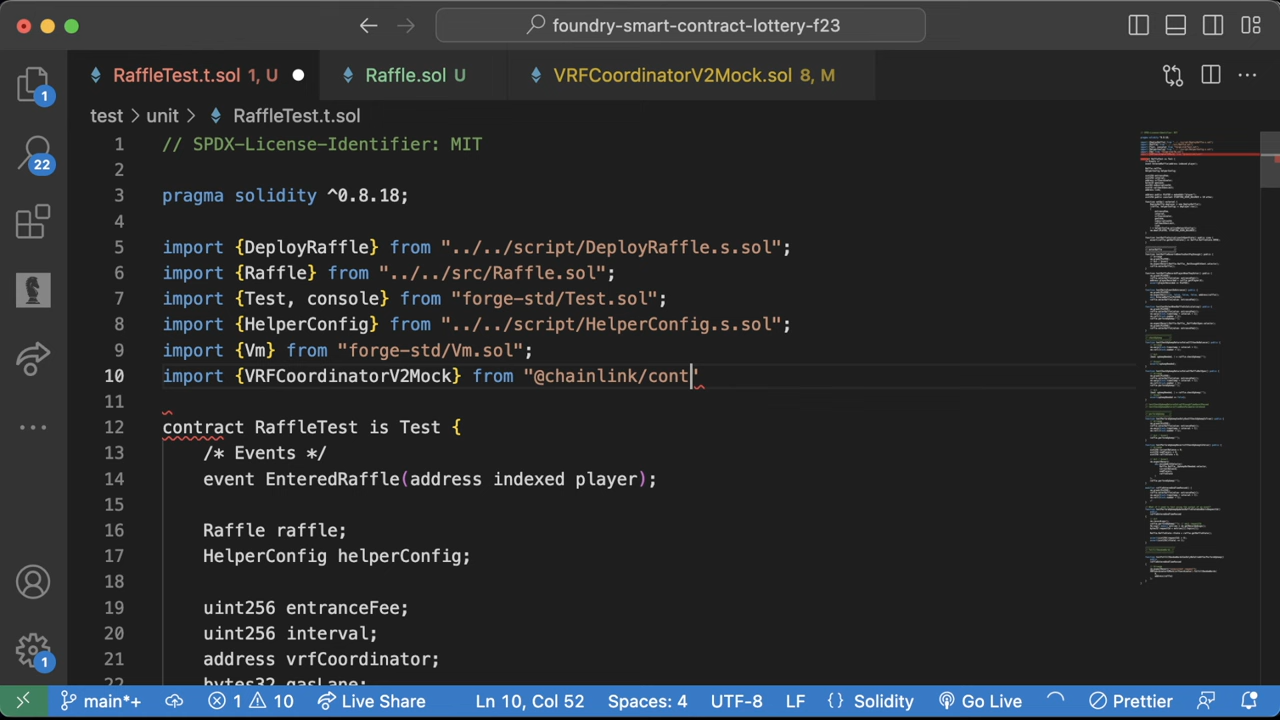 foundry-smart-contract-lottery-f23
RaffleTest.t.sol 1, U
Raffle.sol U
VRFCoordinatorV2Mock.sol 8, M
test > unit > RaffleTest.t.sol
1 // SPDX-License-Identifier: MIT
2
3 pragma solidity ^0.8.18;
4
5 import {DeployRaffle} from "../../script/DeployRaffle.s.sol";
6 import {Raffle} from "../../src/Raffle.sol";
7 import {Test, console} from "forge-std/Test.sol";
8 import {HelperConfig} from "../../script/HelperConfig.s.sol";
9 import {Vm} from "forge-std/Vm.sol";
10 import {VRFCoordinatorV2Mock} from "@chainlink/cont"
11
12 contract RaffleTest is Test {
13 /* Events */
14 event EnteredRaffle(address indexed player);
15
16 Raffle raffle;
17 HelperConfig helperConfig;
18
19 uint256 entranceFee;
20 uint256 interval;
21 address vrfCoordinator;
22 bytes32 gasLane;
1
22
1
main*+
1 10
Live Share
Ln 10, Col 52
Spaces: 4
UTF-8
LF
{} Solidity
Go Live
Prettier